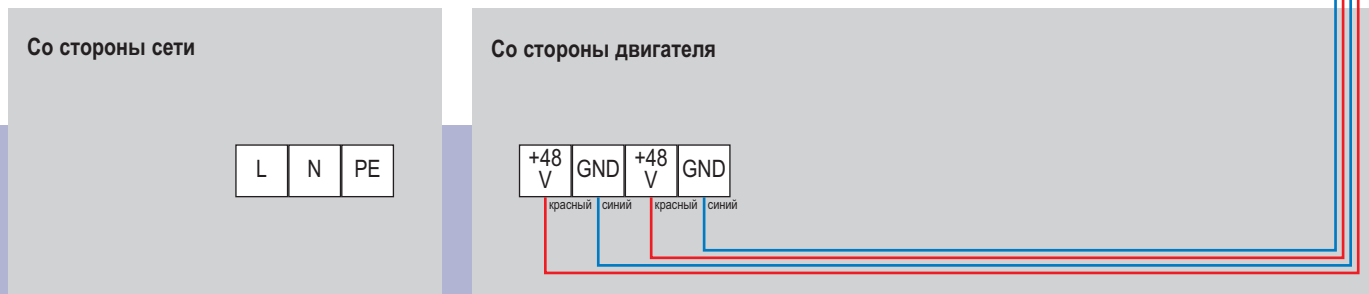 Со стороны сети
Со стороны двигателя
L N PE
+48 V GND +48 V GND
красный синий красный синий